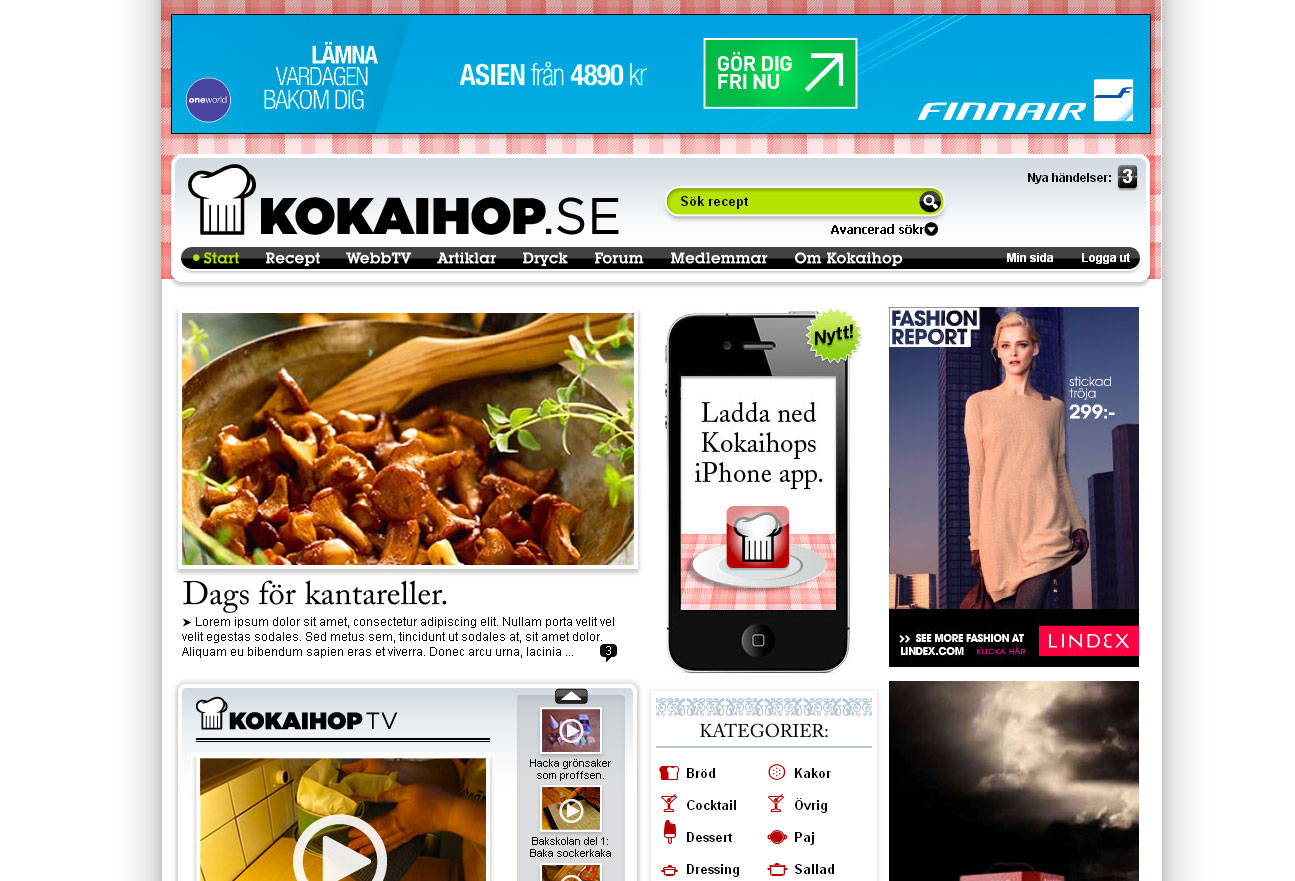 oneworld
LÄMNA
VARDAGEN
BAKOM DIG
ASIEN från 4890 kr
GÖR DIG
FRI NU
FINNAIR
KOKAIHOP.SE
Sök recept
Avancerad sökr
Nya händelser: 3
Start Recept WebbTV Artiklar Dryck Forum Medlemmar Om Kokaihop Min sida Logga ut
Dags för kantareller.
➤ Lorem ipsum dolor sit amet, consectetur adipiscing elit. Nullam porta velit vel
velit egestas sodales. Sed metus sem, tincidunt ut sodales at, sit amet dolor.
Aliquam eu bibendum sapien eras et viverra. Donec arcu urna, lacinia ... 3
Nytt!
Ladda ned
Kokaihops
iPhone app.
FASHION
REPORT
stickad
tröja
299:-
›› SEE MORE FASHION AT
LINDEX.COM KLICKA HÄR
LINDEX
KOKAIHOP TV
Hacka grönsaker
som proffsen.
Bakskolan del 1:
Baka sockerkaka
KATEGORIER:
Bröd Kakor
Cocktail Övrig
Dessert Paj
Dressing Sallad